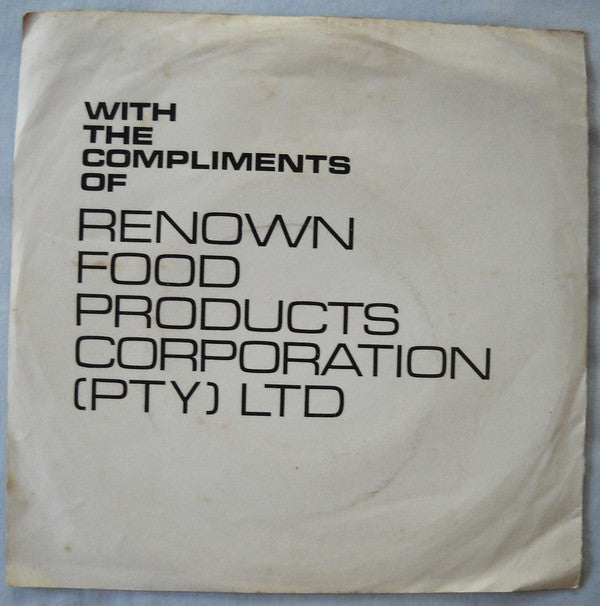 WITH
THE
COMPLIMENTS
OF
RENOWN
FOOD
PRODUCTS
CORPORATION
(PTY) LTD